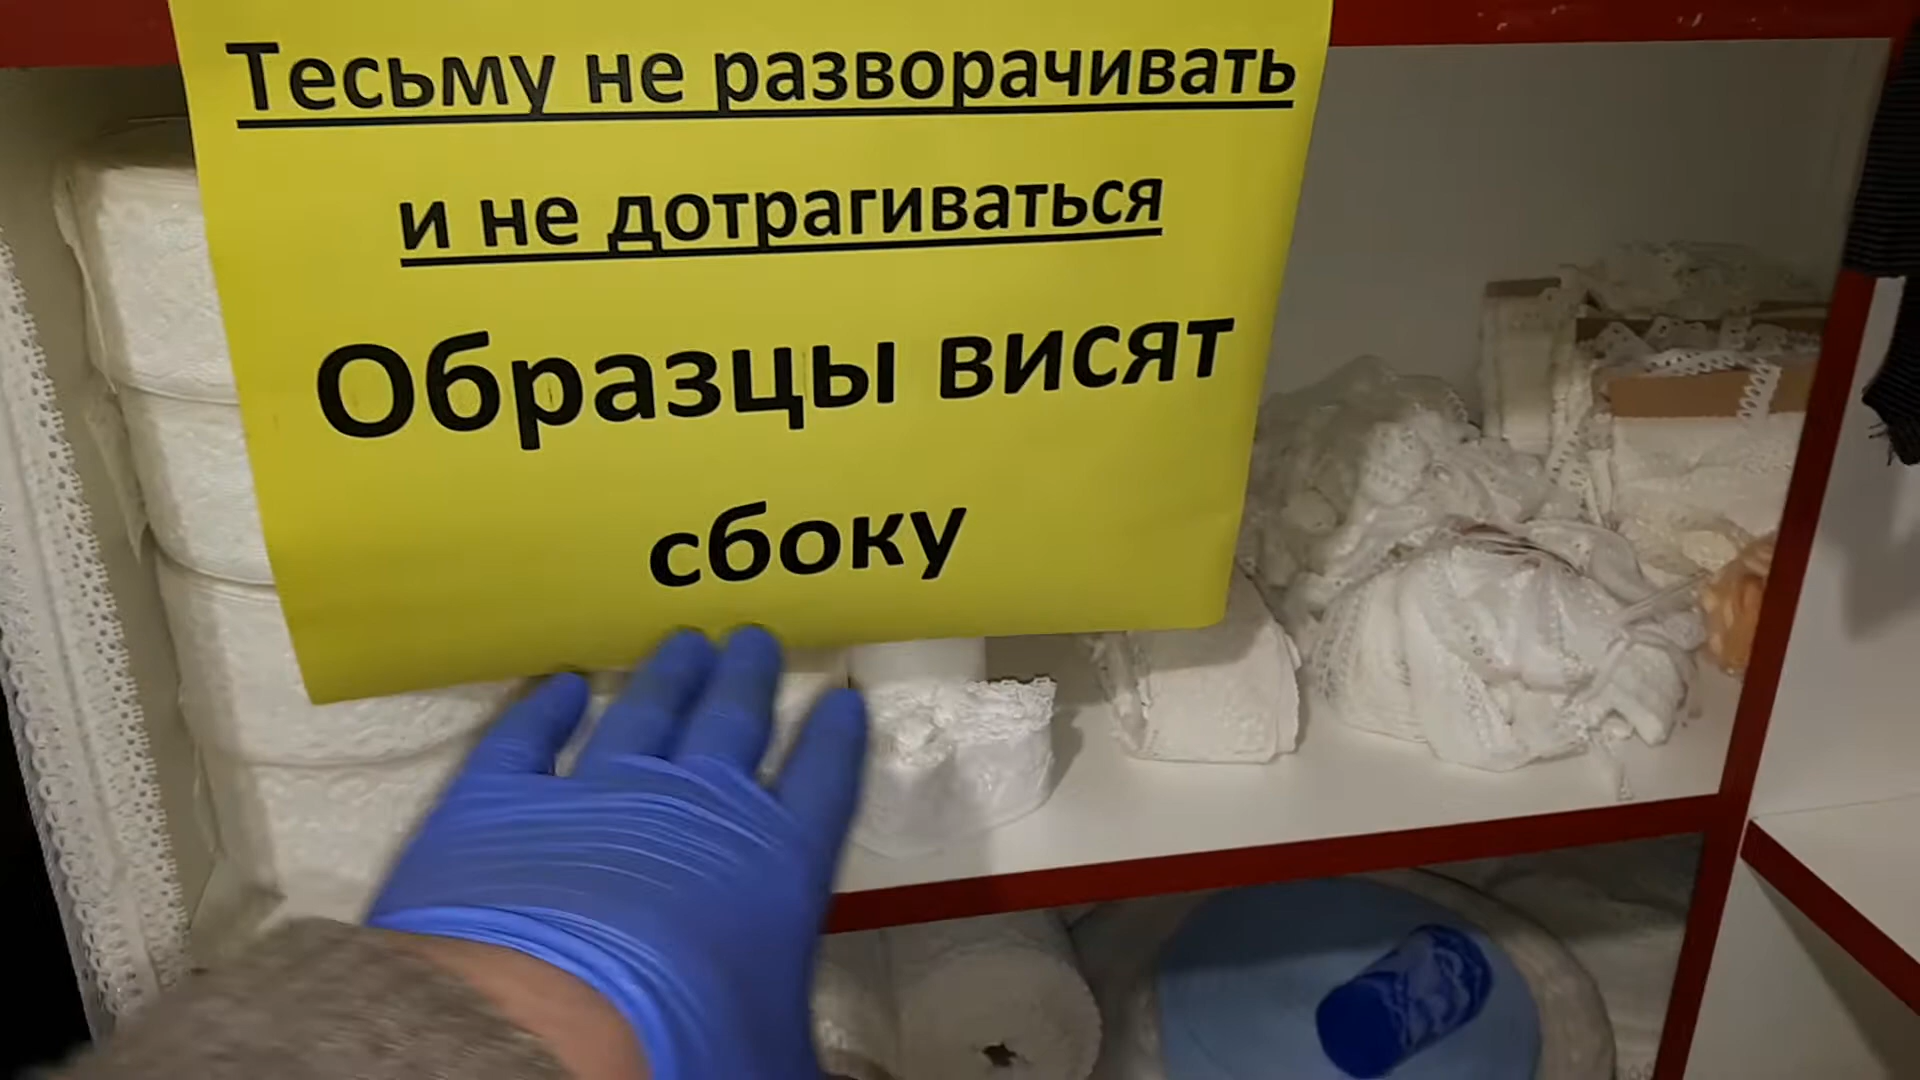 Тесьму не разворачивать
и не дотрагиваться
Образцы висят
сбоку